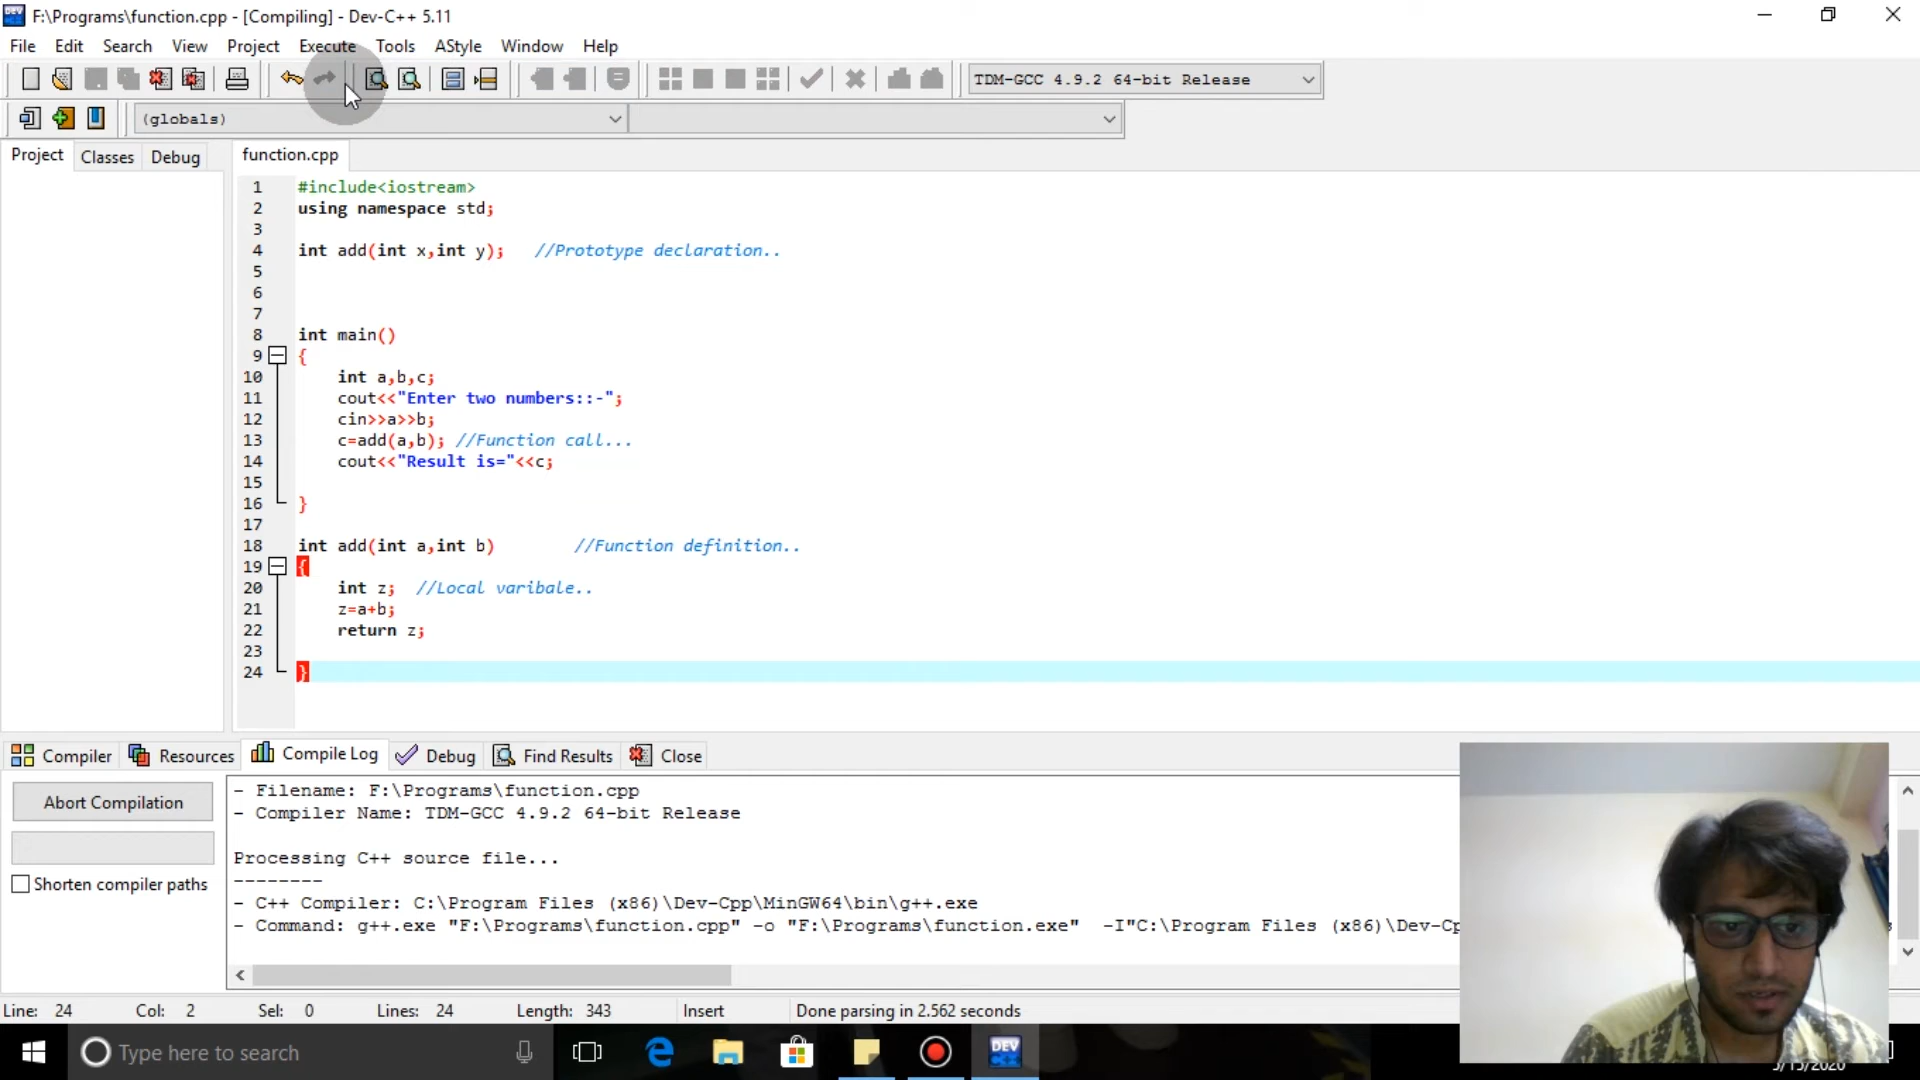 F:\Programs\function.cpp - [Compiling] - Dev-C++ 5.11
File Edit Search View Project Execute Tools AStyle Window Help
TDM-GCC 4.9.2 64-bit Release
(globals)
Project Classes Debug function.cpp
1 #include<iostream>
2 using namespace std;
3
4 int add(int x,int y); //Prototype declaration..
5
6
7
8 int main()
9 {
10 int a,b,c;
11 cout<<"Enter two numbers::-";
12 cin>>a>>b;
13 c=add(a,b); //Function call...
14 cout<<"Result is="<<c;
15
16 }
17
18 int add(int a,int b) //Function definition..
19 {
20 int z; //Local varibale..
21 z=a+b;
22 return z;
23
24 }
Compiler Resources Compile Log Debug Find Results Close
Abort Compilation
Shorten compiler paths
- Filename: F:\Programs\function.cpp
- Compiler Name: TDM-GCC 4.9.2 64-bit Release
Processing C++ source file...
--------
- C++ Compiler: C:\Program Files (x86)\Dev-Cpp\MinGW64\bin\g++.exe
- Command: g++.exe "F:\Programs\function.cpp" -o "F:\Programs\function.exe" -I"C:\Program Files (x86)\Dev-Cp
Line: 24 Col: 2 Sel: 0 Lines: 24 Length: 343 Insert Done parsing in 2.562 seconds
Type here to search
DEV C++